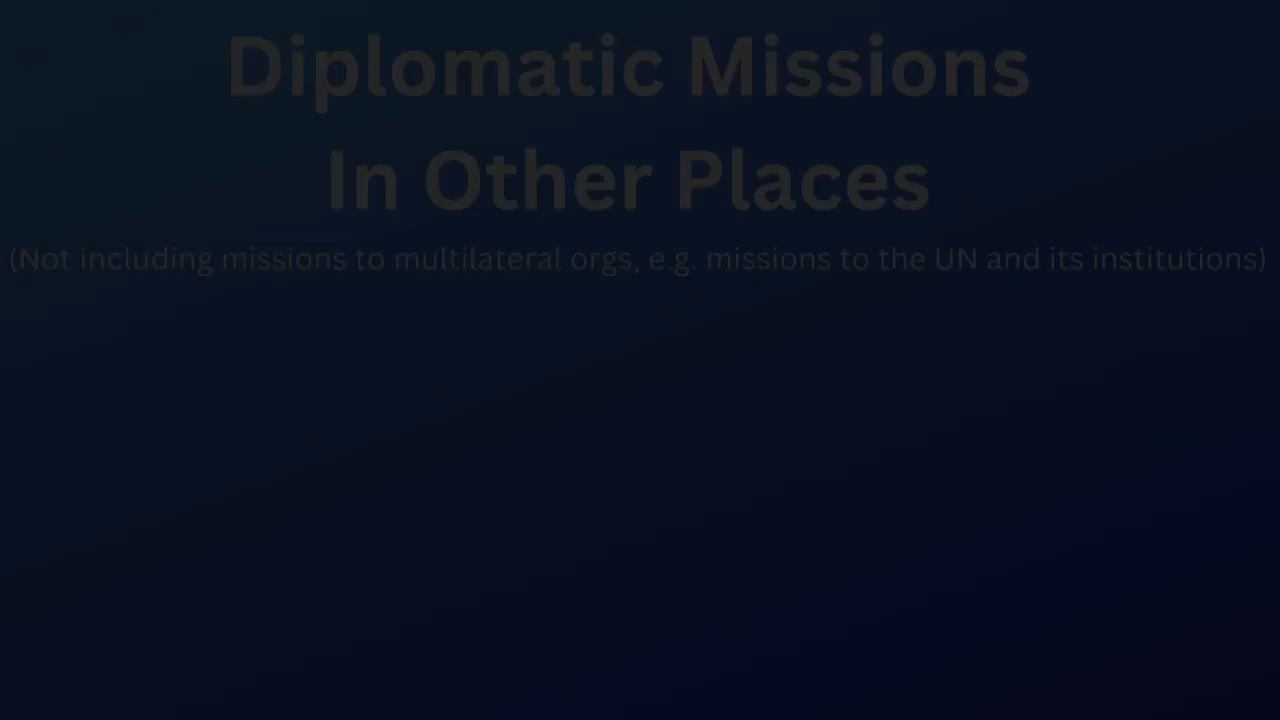 Diplomatic Missions
In Other Places
(Not including missions to multilateral orgs, e.g. missions to the UN and its institutions)